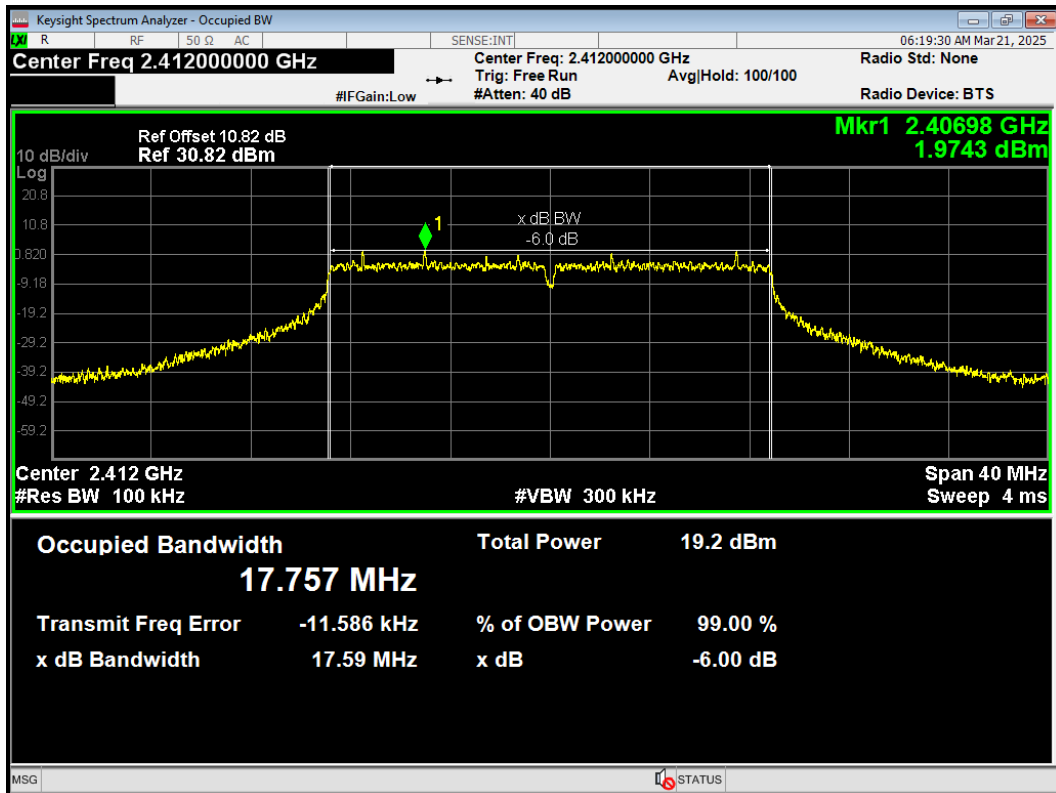 Keysight Spectrum Analyzer - Occupied BW
LXI R RF 50 Ω AC SENSE:INT 06:19:30 AM Mar 21, 2025
Center Freq 2.412000000 GHz
Center Freq: 2.412000000 GHz Radio Std: None
Trig: Free Run Avg|Hold: 100/100
#IFGain:Low #Atten: 40 dB Radio Device: BTS
Mkr1 2.40698 GHz
1.9743 dBm
Ref Offset 10.82 dB
10 dB/div Ref 30.82 dBm
Log
20.8
10.8
0.820
-9.18
-19.2
-29.2
-39.2
-49.2
-59.2
1
x dB BW
-6.0 dB
Center 2.412 GHz Span 40 MHz
#Res BW 100 kHz #VBW 300 kHz Sweep 4 ms
Occupied Bandwidth Total Power 19.2 dBm
17.757 MHz
Transmit Freq Error -11.586 kHz % of OBW Power 99.00 %
x dB Bandwidth 17.59 MHz x dB -6.00 dB
MSG STATUS